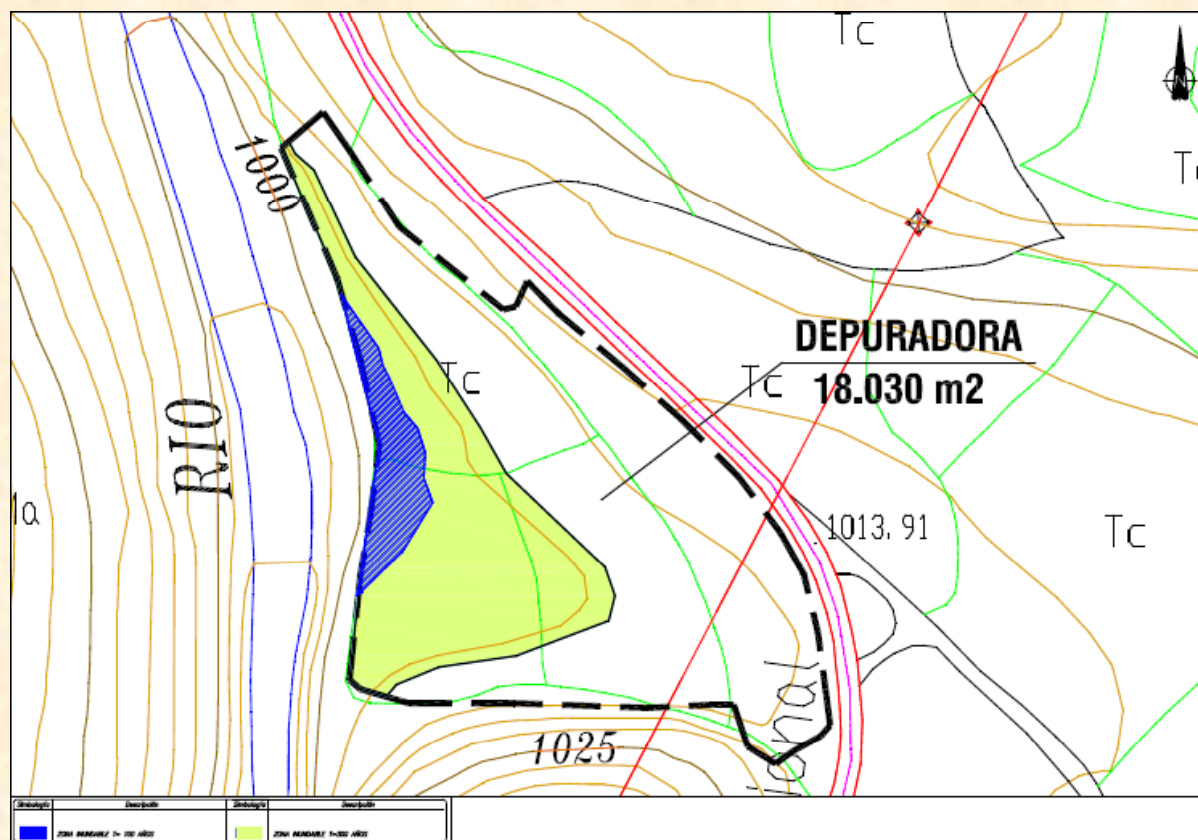 Tc
N
1000
Tc
DEPURADORA
Tc
Tc
18.030 m2
RIO
1013.91
Tc
1025
Simbología Descripción Simbología Descripción
ZONA INUNDABLE T= 100 AÑOS
ZONA INUNDABLE T=500 AÑOS